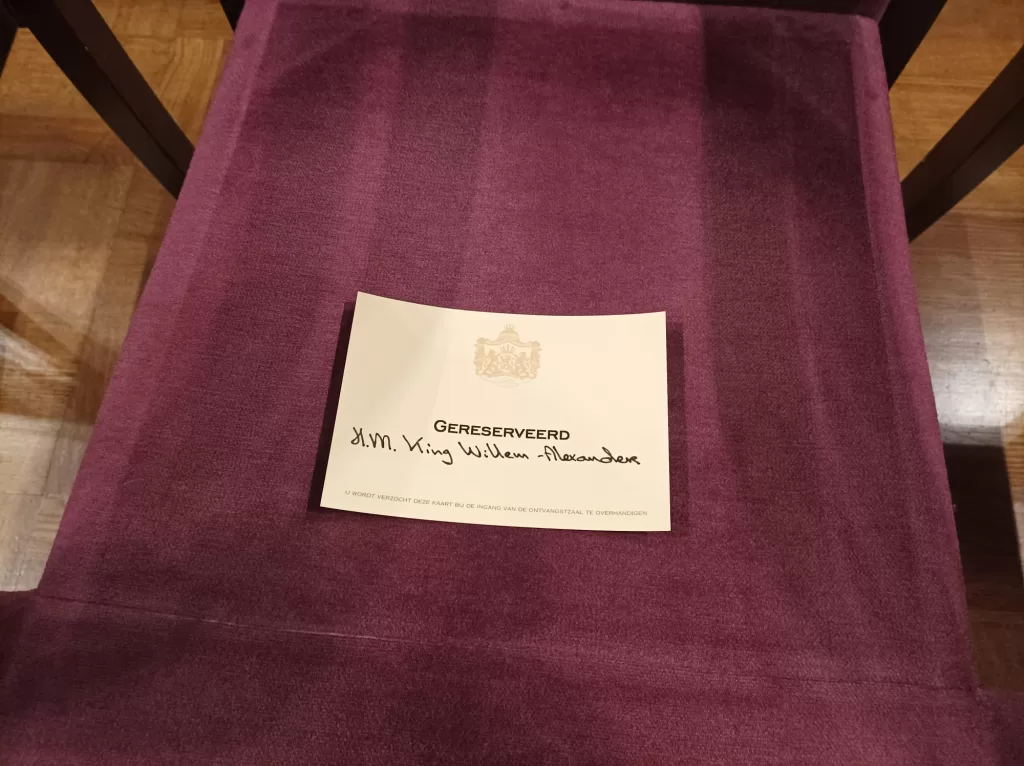 GERESERVEERD
H.M. King Willem-Alexander
U WORDT VERZOCHT DEZE KAART BIJ DE INGANG VAN DE ONTVANGSTZAAL TE OVERHANDIGEN